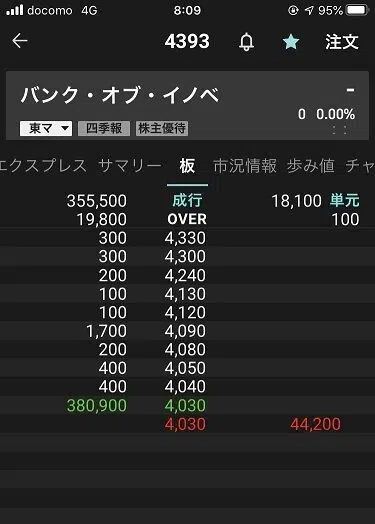 docomo 4G 8:09 95%
← 4393 注文
バンク・オブ・イノベ -
0 0.00%
東マ ▼ 四季報 株主優待 : :
エクスプレス サマリー 板 市況情報 歩み値 チャ
355,500 成行 18,100 単元
19,800 OVER 100
300 4,330
300 4,300
200 4,240
100 4,130
100 4,120
1,700 4,090
200 4,080
400 4,050
400 4,040
380,900 4,030
4,030 44,200